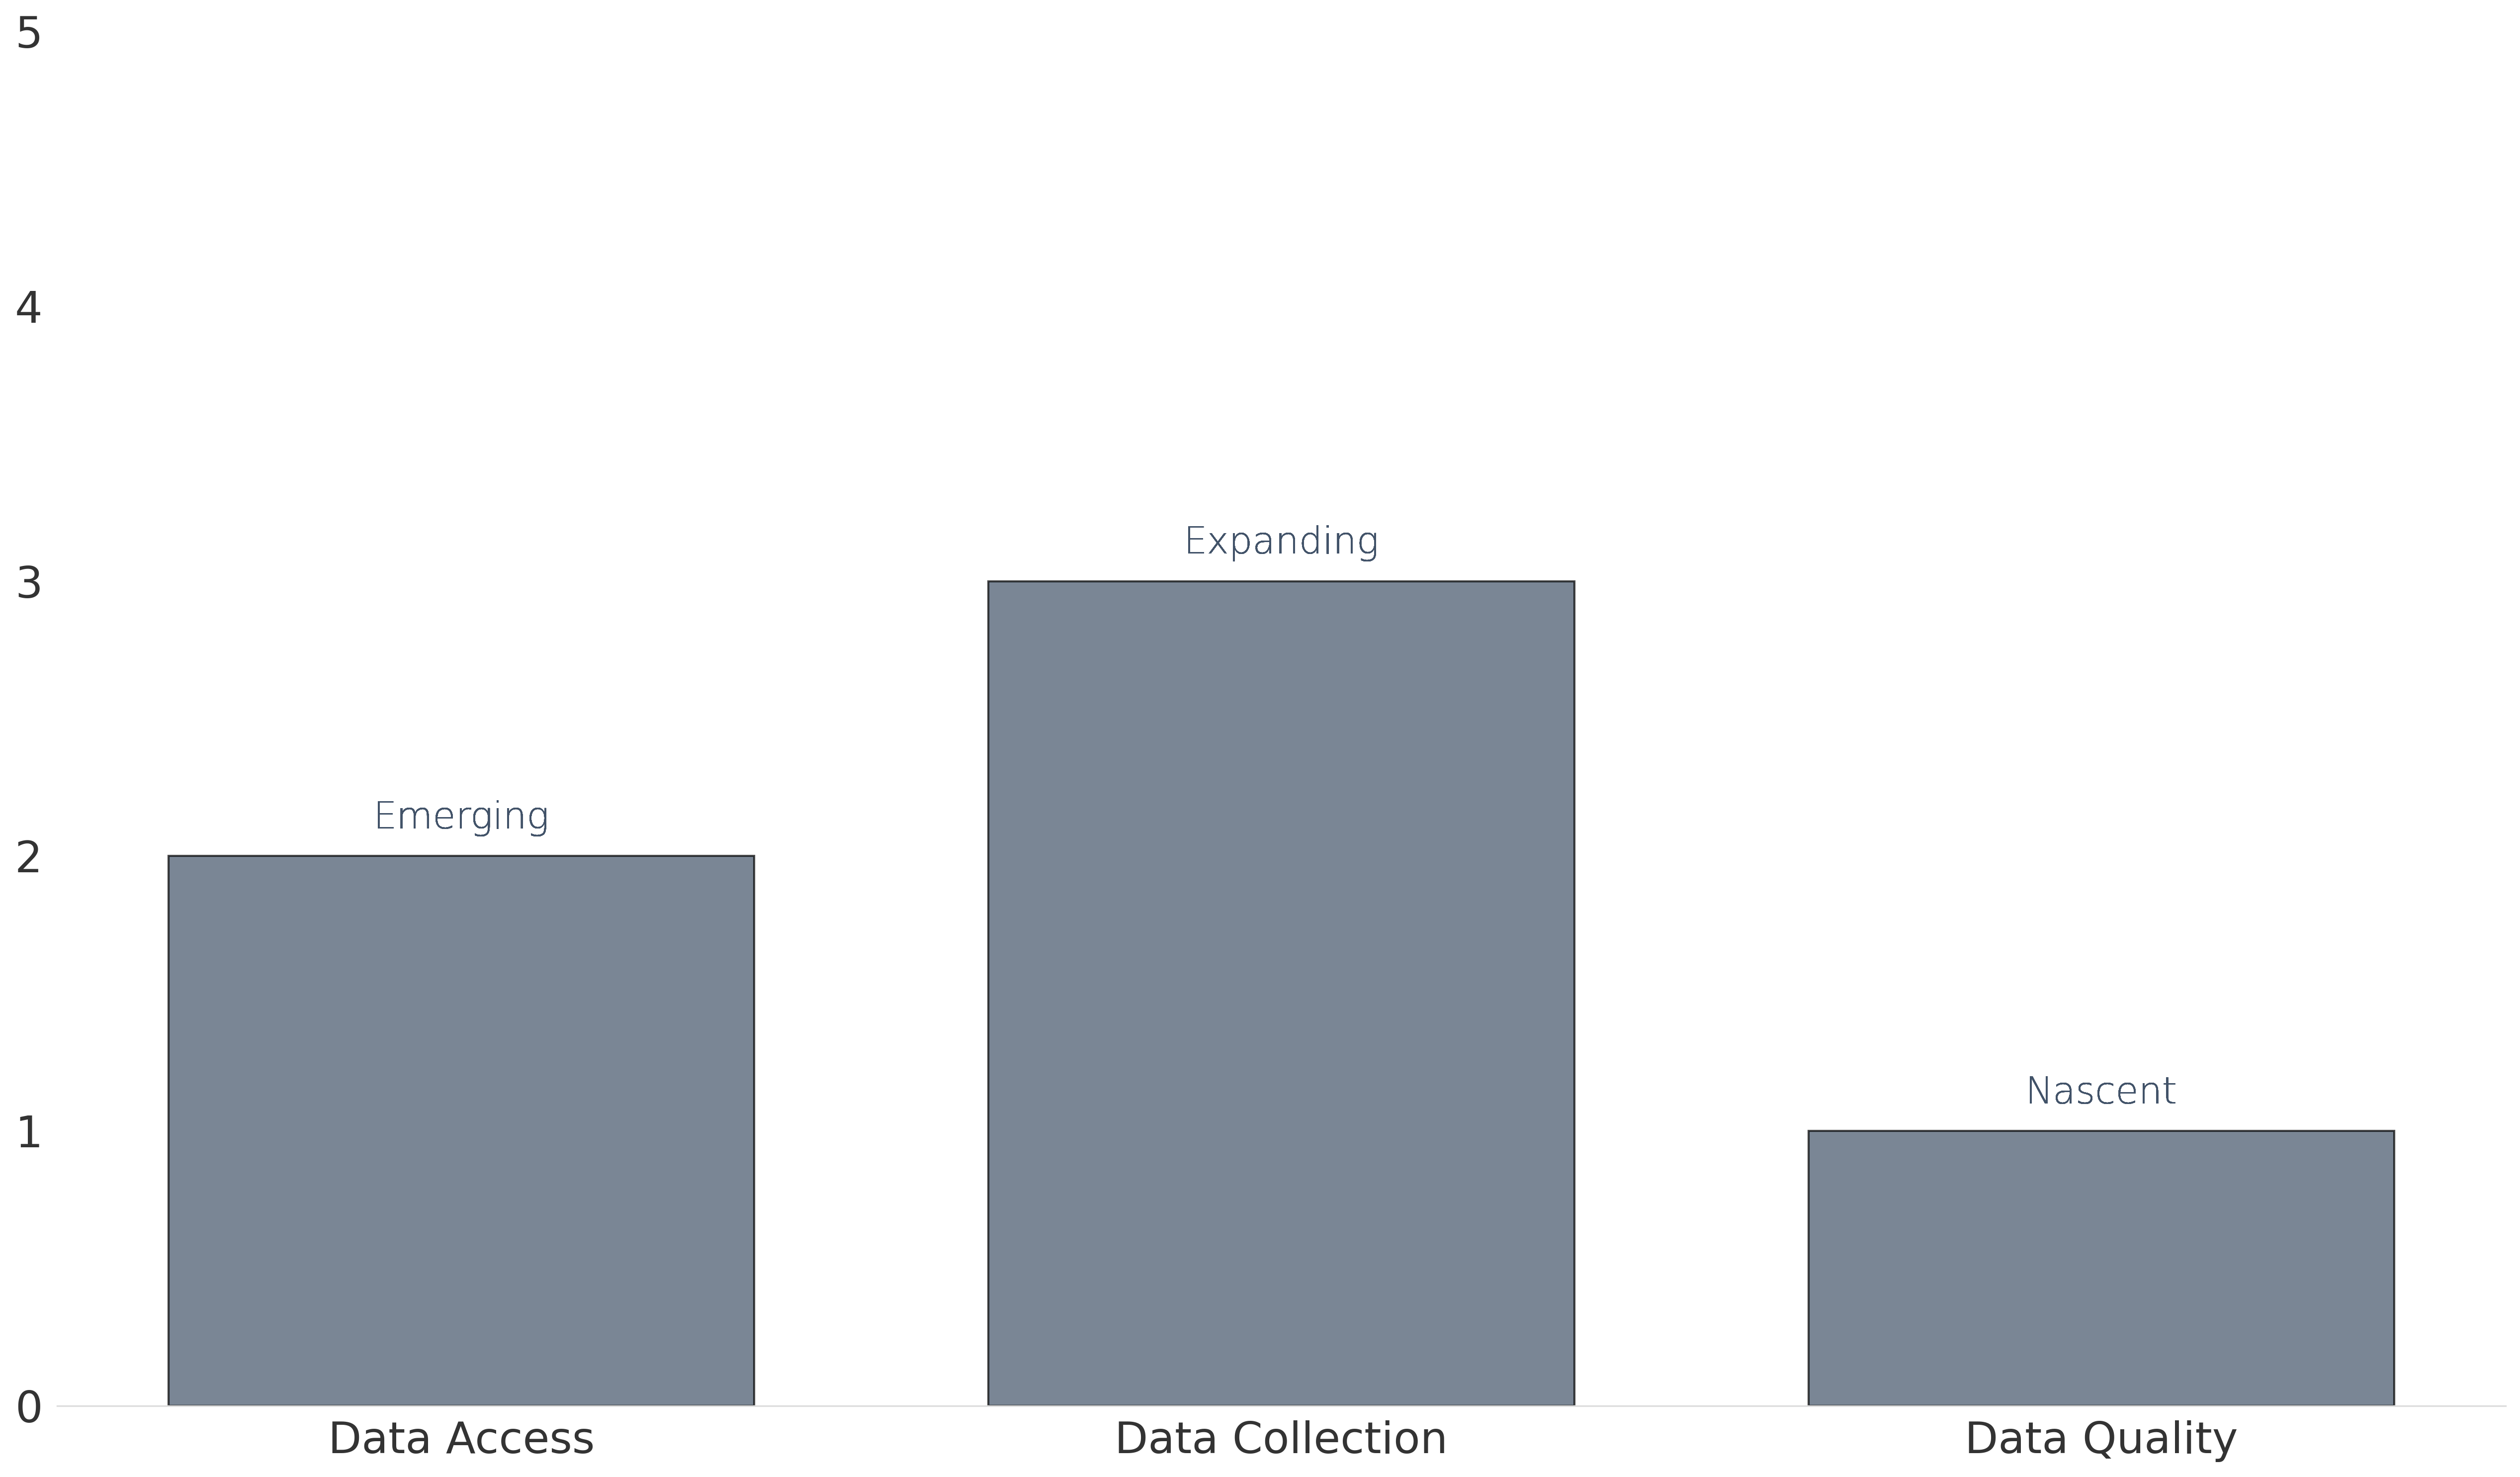 5
4
3
2
1
0
Expanding
Emerging
Nascent
Data Access
Data Collection
Data Quality